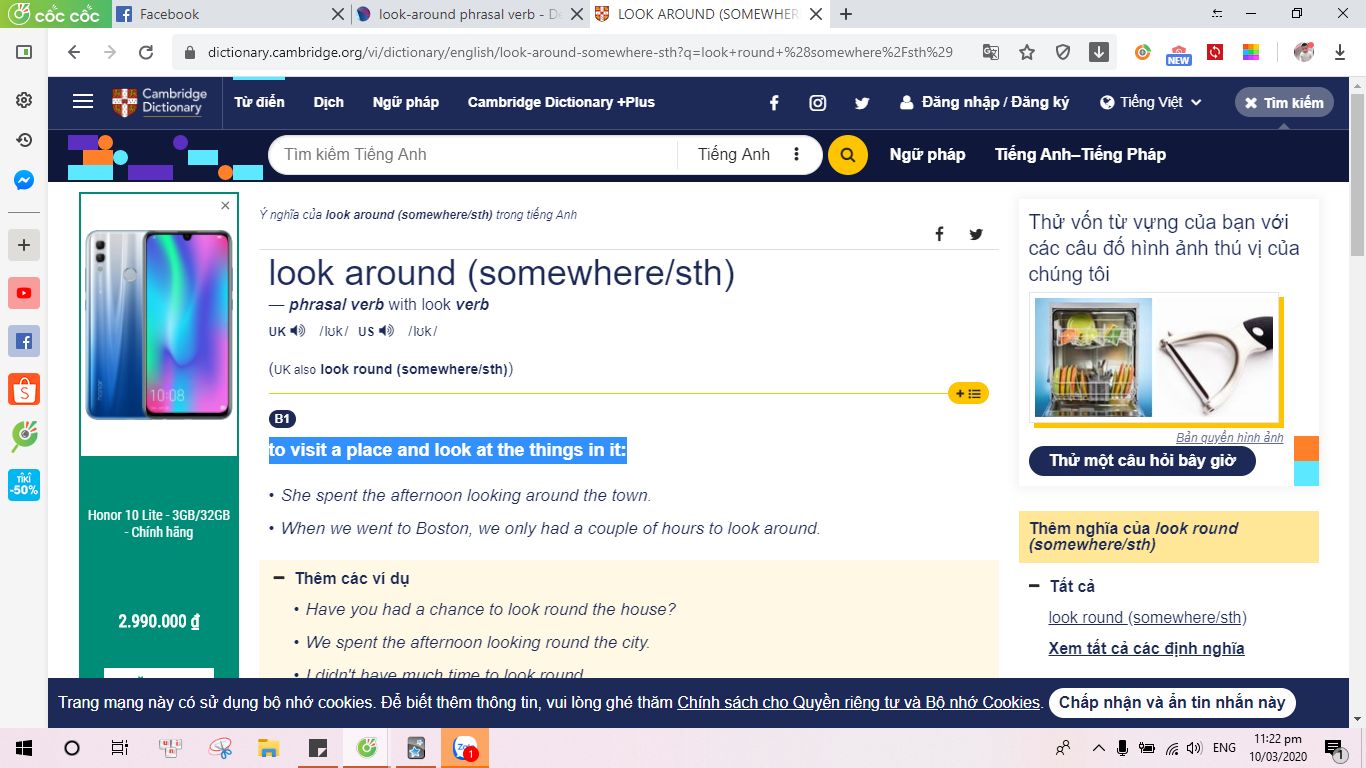 cốc cốc
Facebook
look-around phrasal verb - De
LOOK AROUND (SOMEWHER
dictionary.cambridge.org/vi/dictionary/english/look-around-somewhere-sth?q=look+round+%28somewhere%2Fsth%29
NEW
Cambridge
Dictionary
Từ điển
Dịch
Ngữ pháp
Cambridge Dictionary +Plus
Đăng nhập / Đăng ký
Tiếng Việt
Tìm kiếm
Tìm kiếm Tiếng Anh
Tiếng Anh
Ngữ pháp
Tiếng Anh–Tiếng Pháp
TIKI
-50%
honor
10:08
Honor 10 Lite - 3GB/32GB
- Chính hãng
2.990.000 ₫
Ý nghĩa của look around (somewhere/sth) trong tiếng Anh
look around (somewhere/sth)
— phrasal verb with look verb
UK /lʊk/ US /lʊk/
(UK also look round (somewhere/sth))
B1
to visit a place and look at the things in it:
• She spent the afternoon looking around the town.
• When we went to Boston, we only had a couple of hours to look around.
Thêm các ví dụ
• Have you had a chance to look round the house?
• We spent the afternoon looking round the city.
• I didn't have much time to look round.
Thử vốn từ vựng của bạn với
các câu đố hình ảnh thú vị của
chúng tôi
Bản quyền hình ảnh
Thử một câu hỏi bây giờ
Thêm nghĩa của look round
(somewhere/sth)
Tất cả
look round (somewhere/sth)
Xem tất cả các định nghĩa
Trang mạng này có sử dụng bộ nhớ cookies. Để biết thêm thông tin, vui lòng ghé thăm Chính sách cho Quyền riêng tư và Bộ nhớ Cookies.
Chấp nhận và ẩn tin nhắn này
Zalo
1
ENG
11:22 pm
10/03/2020
1